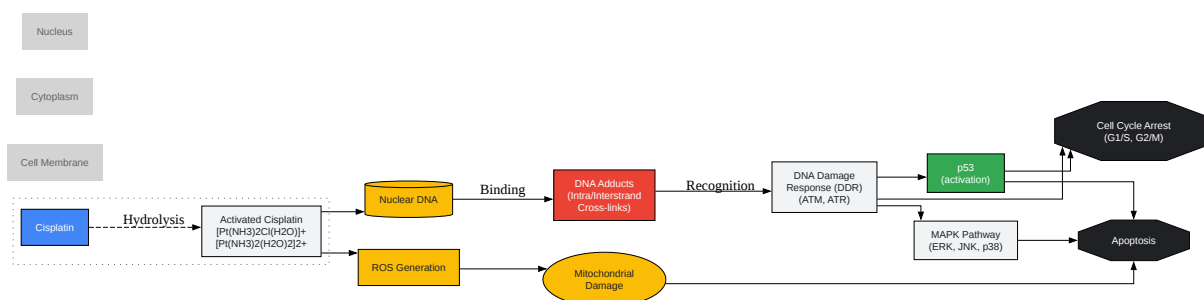 Nucleus
Cytoplasm
Cell Membrane
Cisplatin
Hydrolysis
Activated Cisplatin
[Pt(NH3)2Cl(H2O)]+
[Pt(NH3)2(H2O)2]2+
Nuclear DNA
ROS Generation
Binding
Mitochondrial
Damage
DNA Adducts
(Intra/Interstrand
Cross-links)
Recognition
DNA Damage
Response (DDR)
(ATM, ATR)
p53
(activation)
MAPK Pathway
(ERK, JNK, p38)
Cell Cycle Arrest
(G1/S, G2/M)
Apoptosis